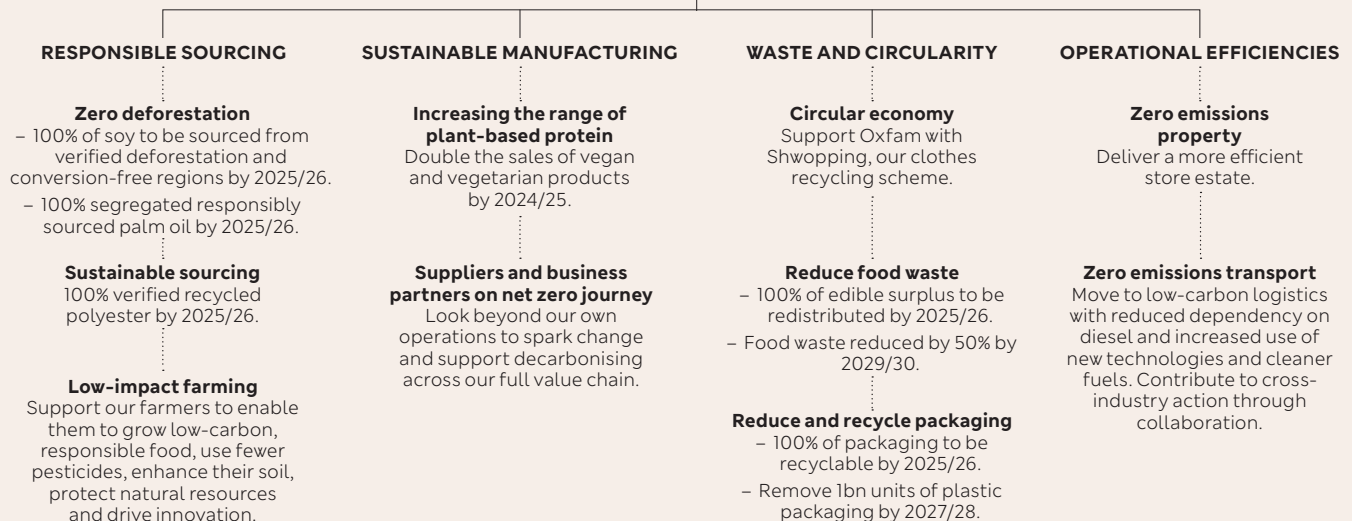 RESPONSIBLE SOURCING
Zero deforestation
– 100% of soy to be sourced from
verified deforestation and
conversion-free regions by 2025/26.
– 100% segregated responsibly
sourced palm oil by 2025/26.
Sustainable sourcing
100% verified recycled
polyester by 2025/26.
Low-impact farming
Support our farmers to enable
them to grow low-carbon,
responsible food, use fewer
pesticides, enhance their soil,
protect natural resources
and drive innovation.
SUSTAINABLE MANUFACTURING
Increasing the range of
plant-based protein
Double the sales of vegan
and vegetarian products
by 2024/25.
Suppliers and business
partners on net zero journey
Look beyond our own
operations to spark change
and support decarbonising
across our full value chain.
WASTE AND CIRCULARITY
Circular economy
Support Oxfam with
Shwopping, our clothes
recycling scheme.
Reduce food waste
– 100% of edible surplus to be
redistributed by 2025/26.
– Food waste reduced by 50% by
2029/30.
Reduce and recycle packaging
– 100% of packaging to be
recyclable by 2025/26.
– Remove 1bn units of plastic
packaging by 2027/28.
OPERATIONAL EFFICIENCIES
Zero emissions
property
Deliver a more efficient
store estate.
Zero emissions transport
Move to low-carbon logistics
with reduced dependency on
diesel and increased use of
new technologies and cleaner
fuels. Contribute to cross-
industry action through
collaboration.